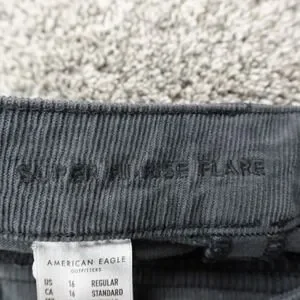 SUPER HI-RISE FLARE
AMERICAN EAGLE
OUTFITTERS
US 16 REGULAR
CA 16 STANDARD